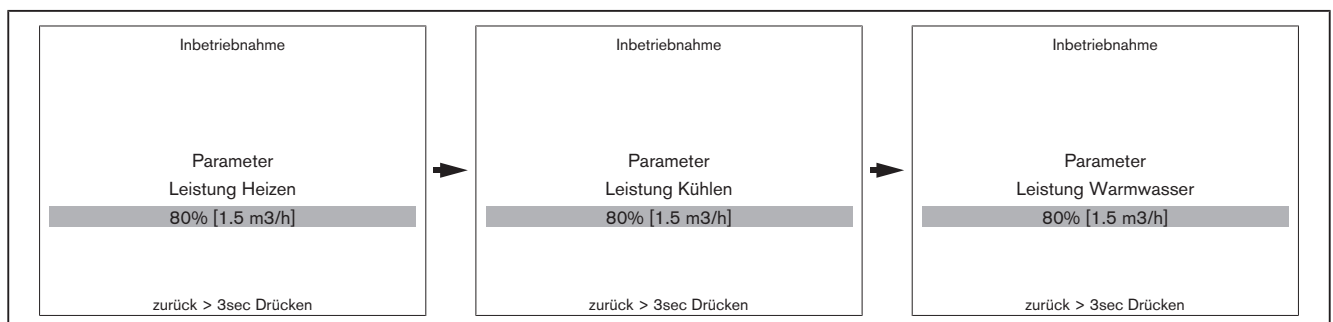 Inbetriebnahme
Parameter
Leistung Heizen
80% [1.5 m3/h]
zurück > 3sec Drücken
Inbetriebnahme
Parameter
Leistung Kühlen
80% [1.5 m3/h]
zurück > 3sec Drücken
Inbetriebnahme
Parameter
Leistung Warmwasser
80% [1.5 m3/h]
zurück > 3sec Drücken